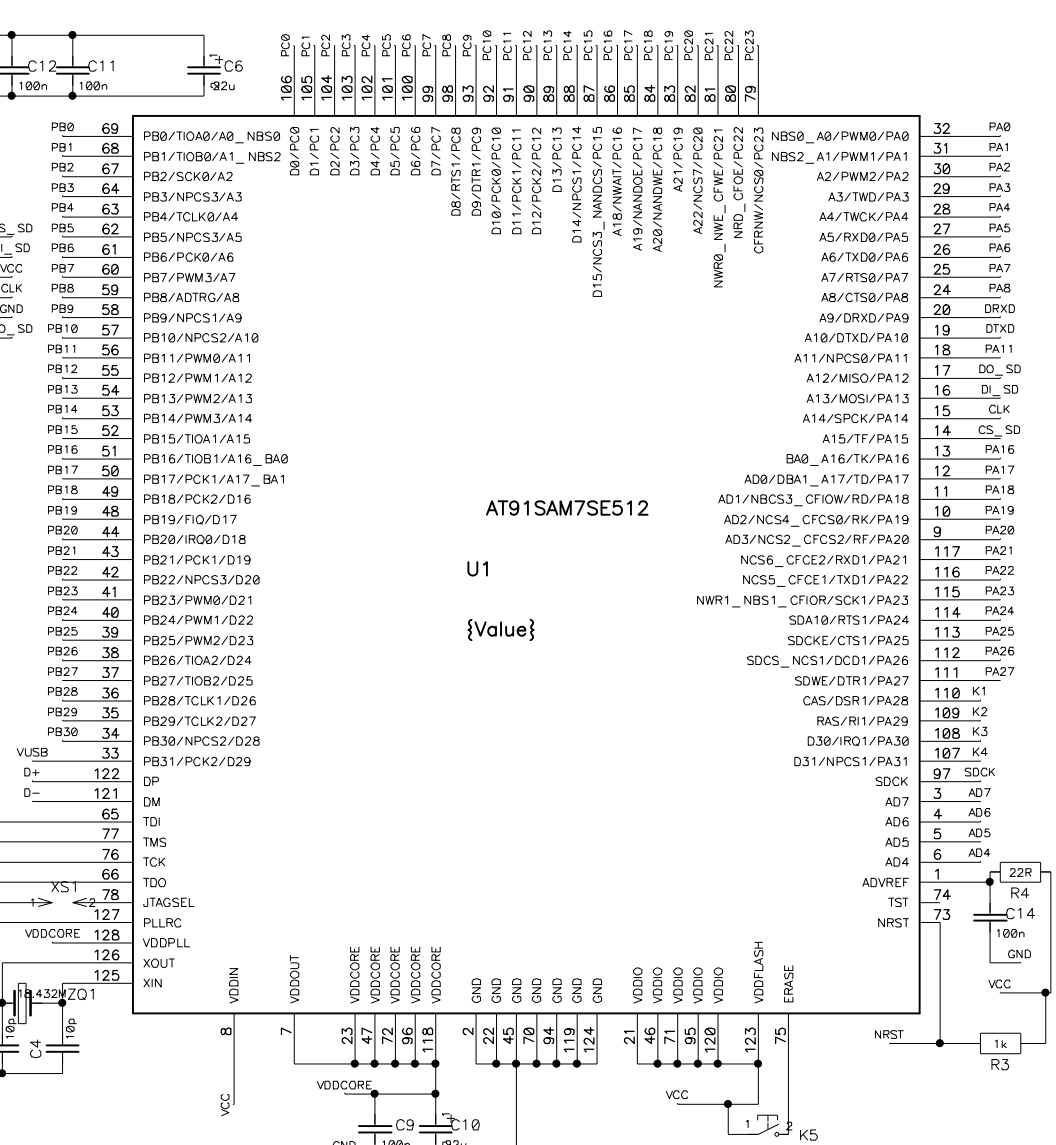 PC0 PC1 PC2 PC3 PC4 PC5 PC6 PC7 PC8 PC9 PC10 PC11 PC12 PC13 PC14 PC15 PC16 PC17 PC18 PC19 PC20 PC21 PC22 PC23
106 105 104 103 102 101 100 99 98 93 92 91 90 89 88 87 86 85 84 83 82 81 80 79
C12 C11 + C6
100n 100n 22u
D0/PC0 D1/PC1 D2/PC2 D3/PC3 D4/PC4 D5/PC5 D6/PC6 D7/PC7 D8/RTS1/PC8 D9/DTR1/PC9 D10/PCK0/PC10 D11/PCK1/PC11 D12/PCK2/PC12 D13/PC13 D14/NPCS1/PC14 D15/NCS3_NANDCS/PC15 A18/NWAIT/PC16 A19/NANDOE/PC17 A20/NANDWE/PC18 A21/PC19 A22/NCS7/PC20 NWR0_NWE_CFWE/PC21 NRD_CFOE/PC22 CFRNW/NCS0/PC23
PB0 69 PB0/TIOA0/A0_NBS0
PB1 68 PB1/TIOB0/A1_NBS2
PB2 67 PB2/SCK0/A2
PB3 64 PB3/NPCS3/A3
PB4 63 PB4/TCLK0/A4
S_SD PB5 62 PB5/NPCS3/A5
I_SD PB6 61 PB6/PCK0/A6
VCC PB7 60 PB7/PWM3/A7
CLK PB8 59 PB8/ADTRG/A8
GND PB9 58 PB9/NPCS1/A9
O_SD PB10 57 PB10/NPCS2/A10
PB11 56 PB11/PWM0/A11
PB12 55 PB12/PWM1/A12
PB13 54 PB13/PWM2/A13
PB14 53 PB14/PWM3/A14
PB15 52 PB15/TIOA1/A15
PB16 51 PB16/TIOB1/A16_BA0
PB17 50 PB17/PCK1/A17_BA1
PB18 49 PB18/PCK2/D16
PB19 48 PB19/FIQ/D17
PB20 44 PB20/IRQ0/D18
PB21 43 PB21/PCK1/D19
PB22 42 PB22/NPCS3/D20
PB23 41 PB23/PWM0/D21
PB24 40 PB24/PWM1/D22
PB25 39 PB25/PWM2/D23
PB26 38 PB26/TIOA2/D24
PB27 37 PB27/TIOB2/D25
PB28 36 PB28/TCLK1/D26
PB29 35 PB29/TCLK2/D27
PB30 34 PB30/NPCS2/D28
VUSB 33 PB31/PCK2/D29
D+ 122 DP
D- 121 DM
65 TDI
77 TMS
76 TCK
66 TDO
XS1
1 2 78 JTAGSEL
127 PLLRC
VDDCORE 128 VDDPLL
126 XOUT
125 XIN
18.432M ZQ1
10p C4 10p
AT91SAM7SE512
U1
{Value}
NBS0_A0/PWM0/PA0 32 PA0
NBS2_A1/PWM1/PA1 31 PA1
A2/PWM2/PA2 30 PA2
A3/TWD/PA3 29 PA3
A4/TWCK/PA4 28 PA4
A5/RXD0/PA5 27 PA5
A6/TXD0/PA6 26 PA6
A7/RTS0/PA7 25 PA7
A8/CTS0/PA8 24 PA8
A9/DRXD/PA9 20 DRXD
A10/DTXD/PA10 19 DTXD
A11/NPCS0/PA11 18 PA11
A12/MISO/PA12 17 DO_SD
A13/MOSI/PA13 16 DI_SD
A14/SPCK/PA14 15 CLK
A15/TF/PA15 14 CS_SD
BA0_A16/TK/PA16 13 PA16
AD0/DBA1_A17/TD/PA17 12 PA17
AD1/NBCS3_CFIOW/RD/PA18 11 PA18
AD2/NCS4_CFCS0/RK/PA19 10 PA19
AD3/NCS2_CFCS2/RF/PA20 9 PA20
NCS6_CFCE2/RXD1/PA21 117 PA21
NCS5_CFCE1/TXD1/PA22 116 PA22
NWR1_NBS1_CFIOR/SCK1/PA23 115 PA23
SDA10/RTS1/PA24 114 PA24
SDCKE/CTS1/PA25 113 PA25
SDCS_NCS1/DCD1/PA26 112 PA26
SDWE/DTR1/PA27 111 PA27
CAS/DSR1/PA28 110 K1
RAS/RI1/PA29 109 K2
D30/IRQ1/PA30 108 K3
D31/NPCS1/PA31 107 K4
SDCK 97 SDCK
AD7 3 AD7
AD6 4 AD6
AD5 5 AD5
AD4 6 AD4
ADVREF 1 22R
TST 74 R4
NRST 73 C14
100n
GND
VCC
NRST 1k
R3
VDDIN VDDOUT VDDCORE VDDCORE VDDCORE VDDCORE VDDCORE GND GND GND GND GND GND GND VDDIO VDDIO VDDIO VDDIO VDDIO VDDFLASH ERASE
8 7 23 47 72 96 118 2 22 45 70 94 119 124 21 46 71 95 120 123 75
VCC VDDCORE VCC
C9 + C10 1 2 K5
GND 100n 22u